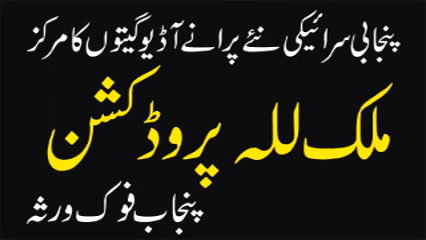 پنجابی سرائیکی نئے پرانے آڈیو گیتوں کا مرکز
ملک للہ پروڈکشن
پنجاب فوک ورثہ